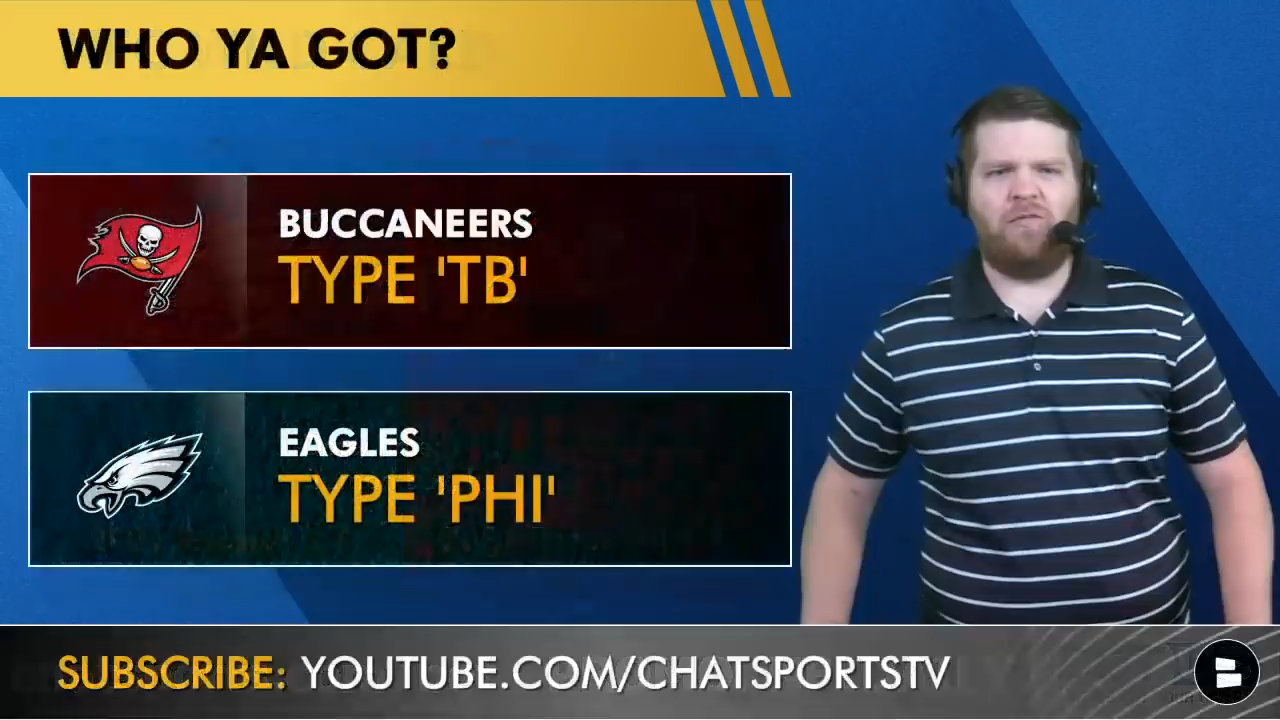 WHO YA GOT?
BUCCANEERS
TYPE 'TB'
EAGLES
TYPE 'PHI'
SUBSCRIBE: YOUTUBE.COM/CHATSPORTSTV